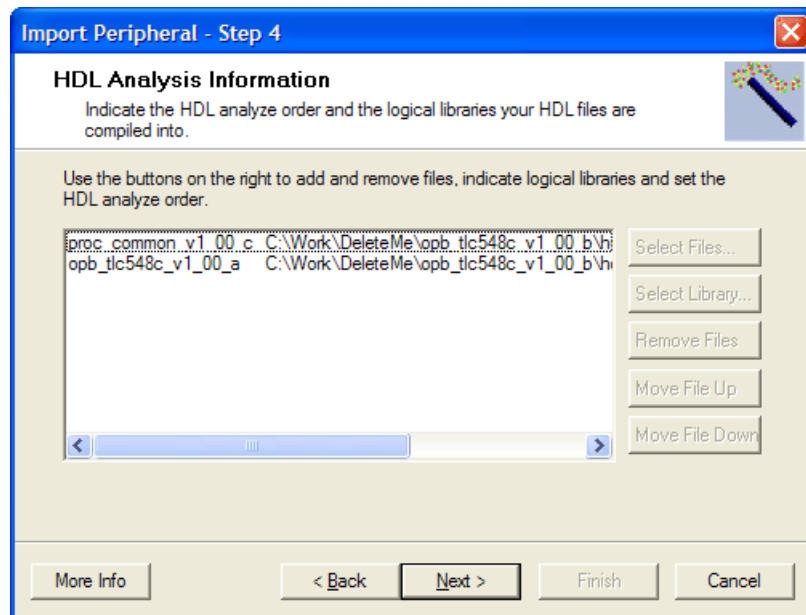 Import Peripheral - Step 4
HDL Analysis Information
Indicate the HDL analyze order and the logical libraries your HDL files are
compiled into.
Use the buttons on the right to add and remove files, indicate logical libraries and set the
HDL analyze order.
proc_common_v1_00_c C:\Work\DeleteMe\opb_tlc548c_v1_00_b\h
opb_tlc548c_v1_00_a C:\Work\DeleteMe\opb_tlc548c_v1_00_b\h
Select Files...
Select Library...
Remove Files
Move File Up
Move File Down
More Info
< Back
Next >
Finish
Cancel